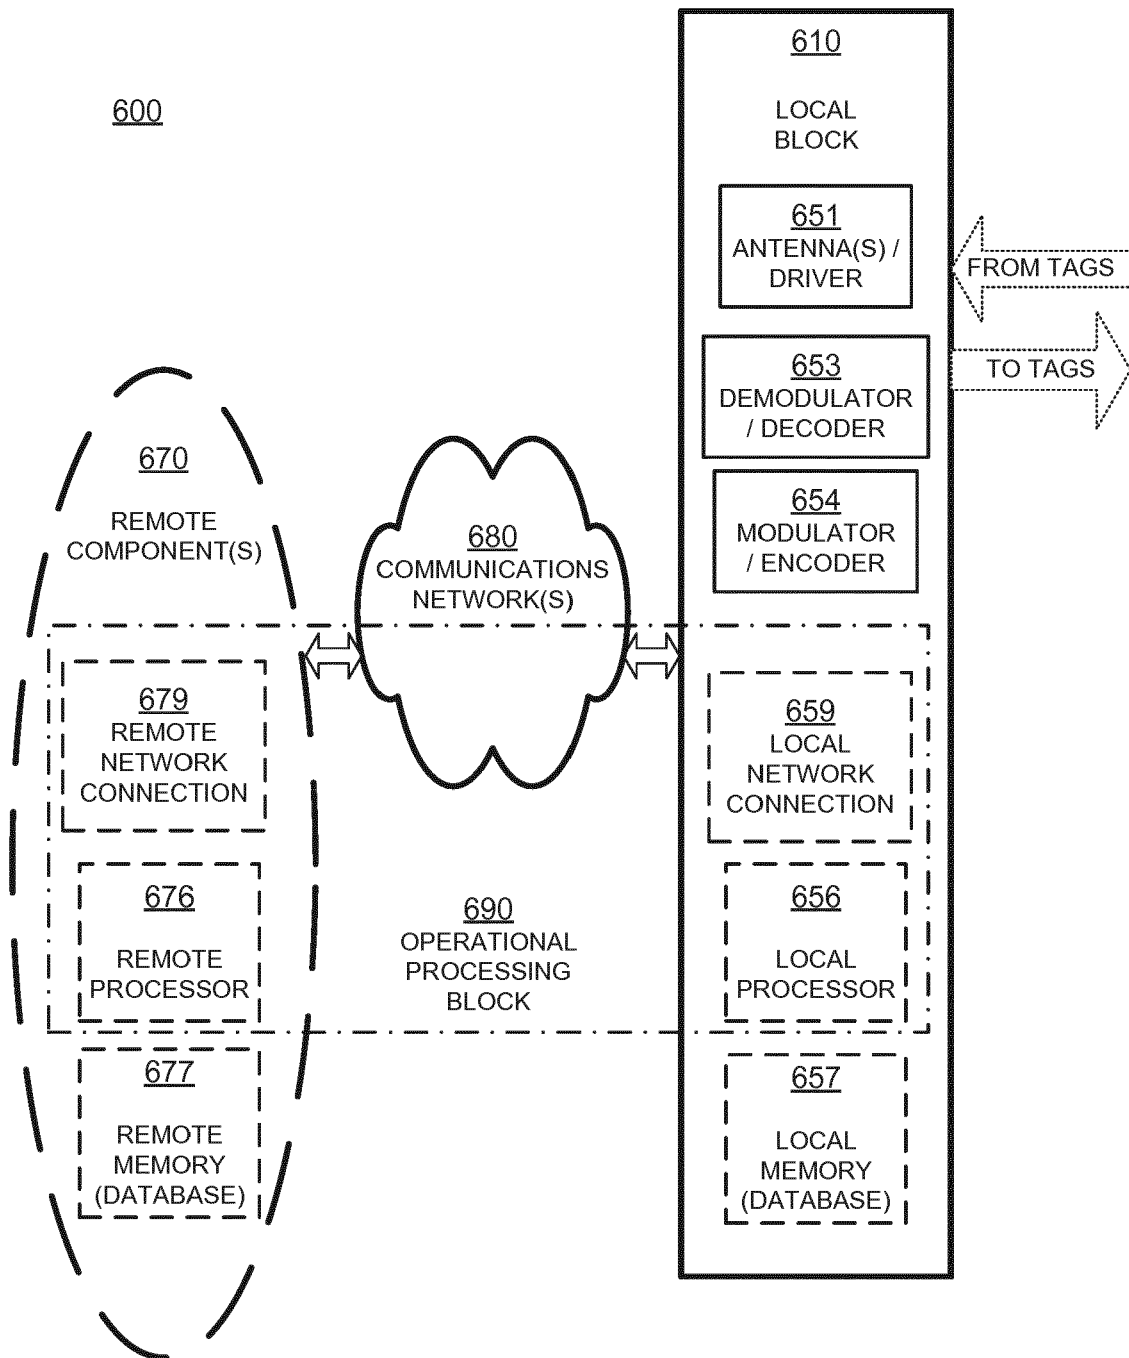 600
610
LOCAL
BLOCK
651
ANTENNA(S) /
DRIVER
FROM TAGS
TO TAGS
653
DEMODULATOR
/ DECODER
654
MODULATOR
/ ENCODER
670
REMOTE
COMPONENT(S)
680
COMMUNICATIONS
NETWORK(S)
679
REMOTE
NETWORK
CONNECTION
659
LOCAL
NETWORK
CONNECTION
676
REMOTE
PROCESSOR
690
OPERATIONAL
PROCESSING
BLOCK
656
LOCAL
PROCESSOR
677
REMOTE
MEMORY
(DATABASE)
657
LOCAL
MEMORY
(DATABASE)